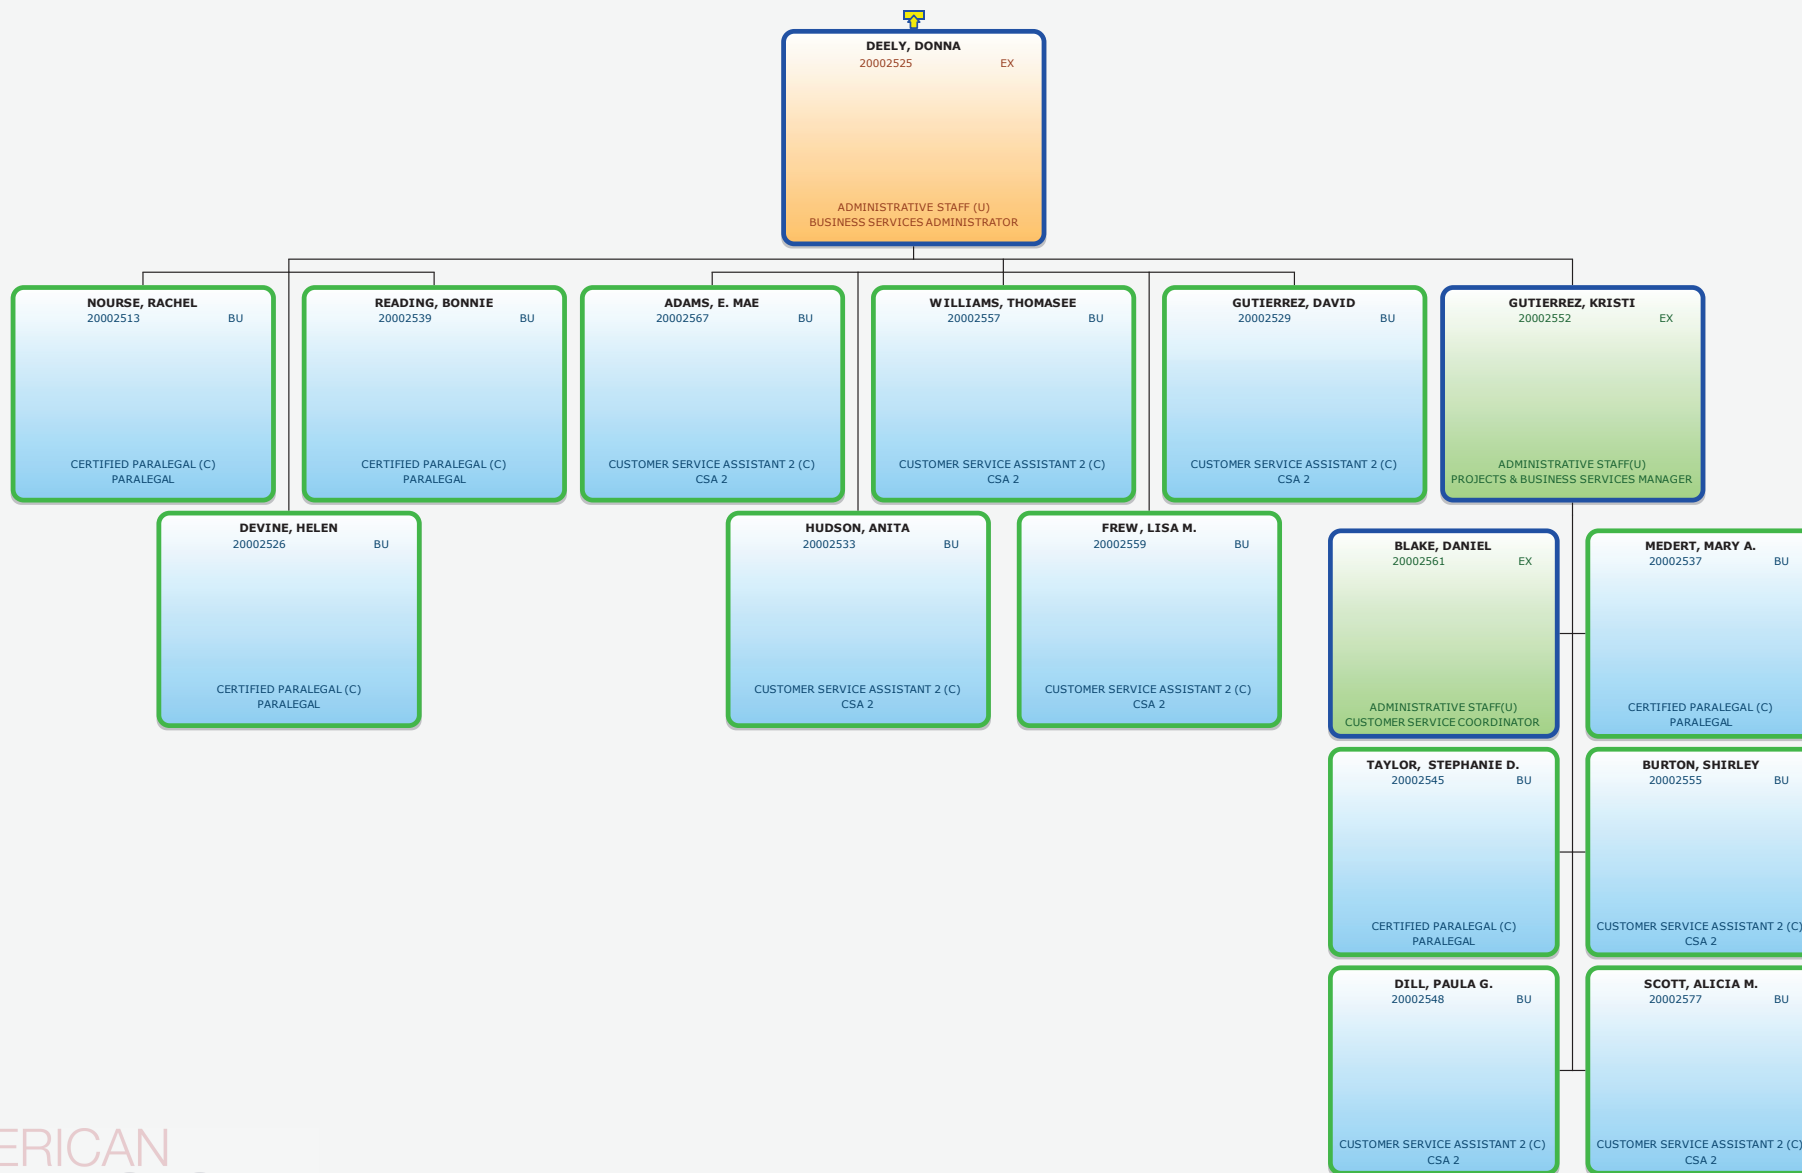 DEELY, DONNA
20002525 EX
ADMINISTRATIVE STAFF (U)
BUSINESS SERVICES ADMINISTRATOR
NOURSE, RACHEL
20002513 BU
CERTIFIED PARALEGAL (C)
PARALEGAL
READING, BONNIE
20002539 BU
CERTIFIED PARALEGAL (C)
PARALEGAL
ADAMS, E. MAE
20002567 BU
CUSTOMER SERVICE ASSISTANT 2 (C)
CSA 2
WILLIAMS, THOMASEE
20002557 BU
CUSTOMER SERVICE ASSISTANT 2 (C)
CSA 2
GUTIERREZ, DAVID
20002529 BU
CUSTOMER SERVICE ASSISTANT 2 (C)
CSA 2
GUTIERREZ, KRISTI
20002552 EX
ADMINISTRATIVE STAFF(U)
PROJECTS & BUSINESS SERVICES MANAGER
DEVINE, HELEN
20002526 BU
CERTIFIED PARALEGAL (C)
PARALEGAL
HUDSON, ANITA
20002533 BU
CUSTOMER SERVICE ASSISTANT 2 (C)
CSA 2
FREW, LISA M.
20002559 BU
CUSTOMER SERVICE ASSISTANT 2 (C)
CSA 2
BLAKE, DANIEL
20002561 EX
ADMINISTRATIVE STAFF(U)
CUSTOMER SERVICE COORDINATOR
MEDERT, MARY A.
20002537 BU
CERTIFIED PARALEGAL (C)
PARALEGAL
TAYLOR, STEPHANIE D.
20002545 BU
CERTIFIED PARALEGAL (C)
PARALEGAL
BURTON, SHIRLEY
20002555 BU
CUSTOMER SERVICE ASSISTANT 2 (C)
CSA 2
DILL, PAULA G.
20002548 BU
CUSTOMER SERVICE ASSISTANT 2 (C)
CSA 2
SCOTT, ALICIA M.
20002577 BU
CUSTOMER SERVICE ASSISTANT 2 (C)
CSA 2
ERICAN